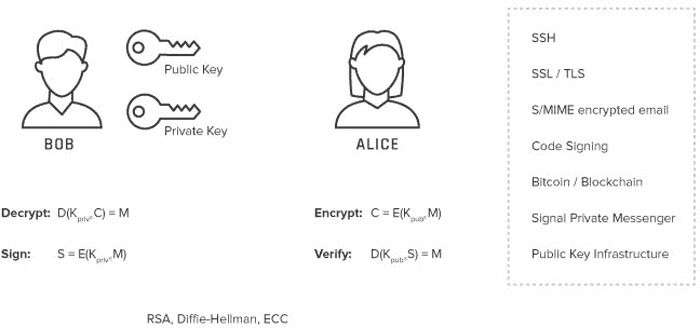 Public Key
Private Key
BOB
ALICE
Decrypt: D(Kpriv, C) = M
Encrypt: C = E(Kpub, M)
Sign: S = E(Kpriv, M)
Verify: D(Kpub, S) = M
RSA, Diffie-Hellman, ECC
SSH
SSL / TLS
S/MIME encrypted email
Code Signing
Bitcoin / Blockchain
Signal Private Messenger
Public Key Infrastructure